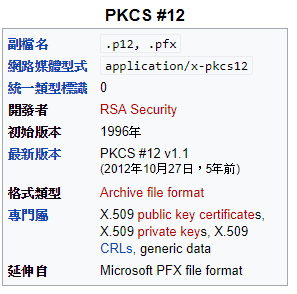 PKCS #12
副檔名 .p12, .pfx
網路媒體型式 application/x-pkcs12
統一類型標識 0
開發者 RSA Security
初始版本 1996年
最新版本 PKCS #12 v1.1
(2012年10月27日，5年前)
格式類型 Archive file format
專門屬 X.509 public key certificates,
X.509 private keys, X.509
CRLs, generic data
延伸自 Microsoft PFX file format